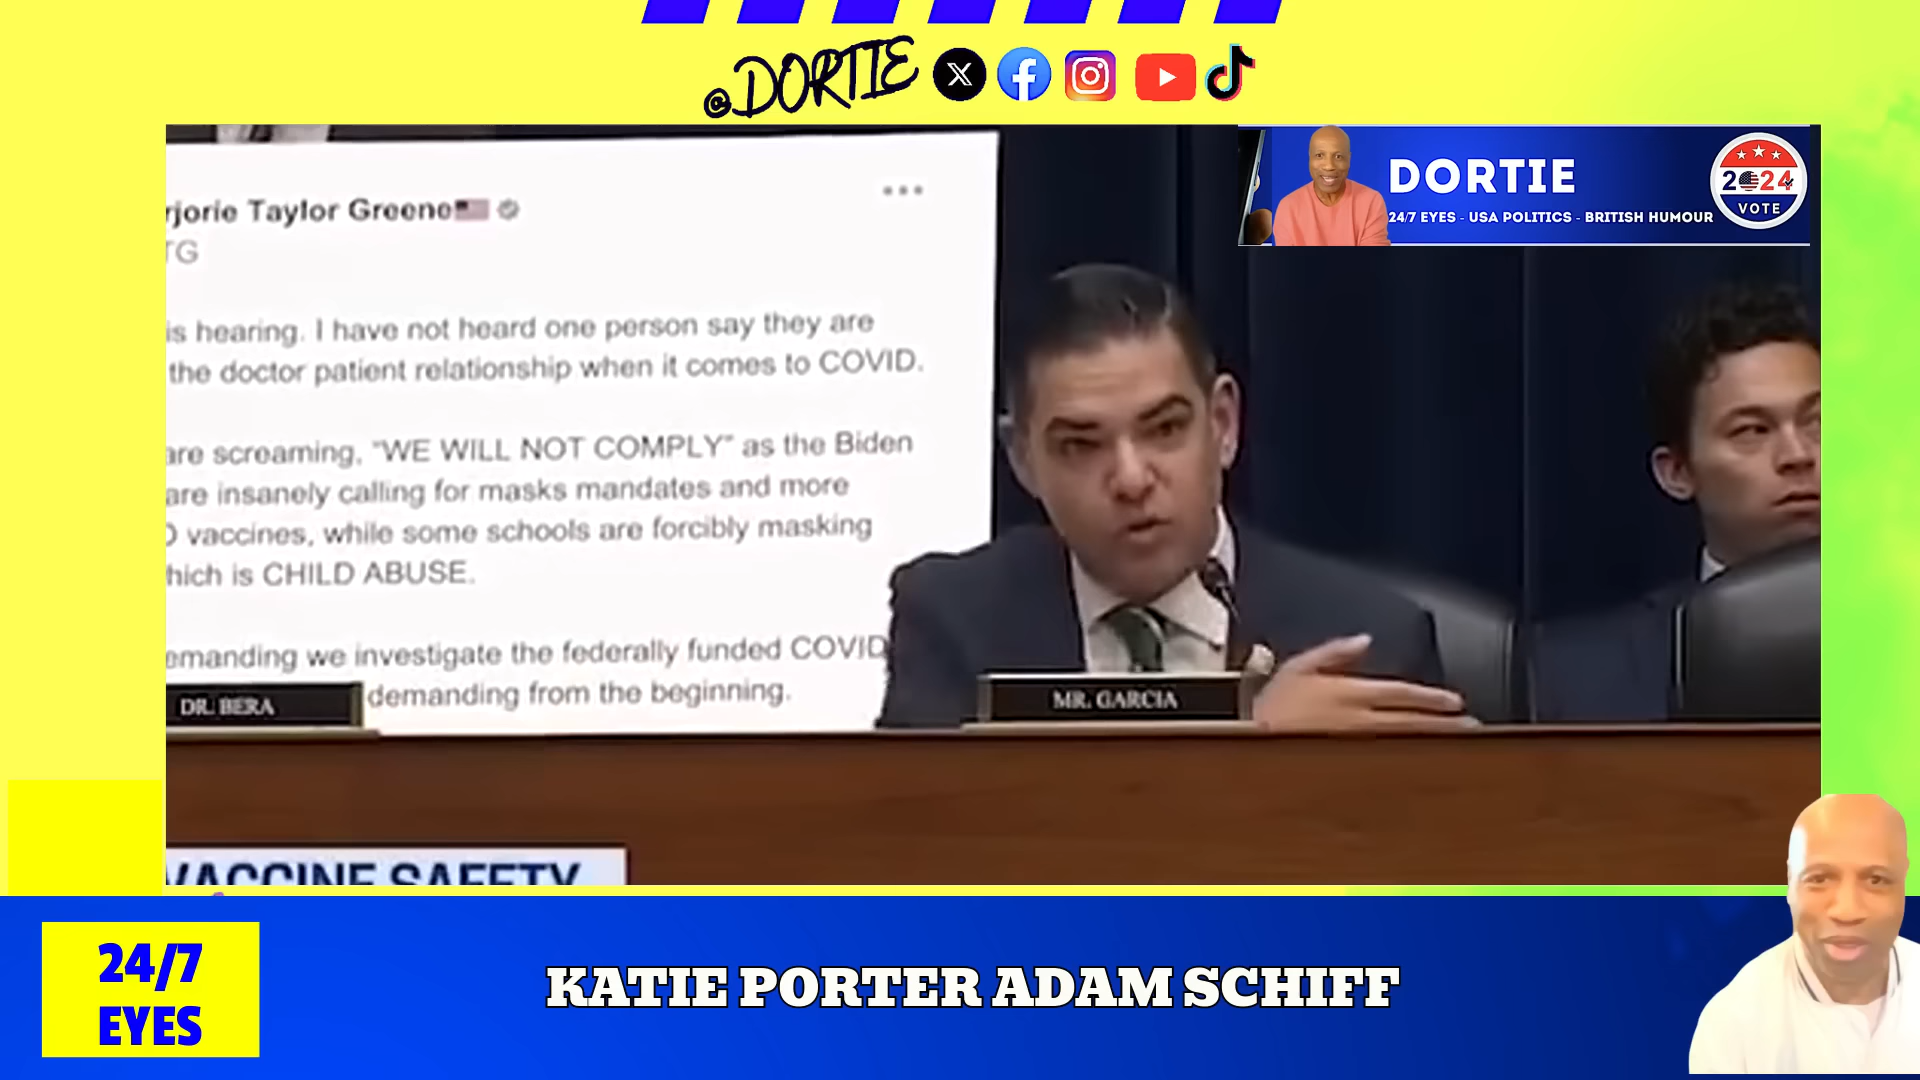 @DORTIE
DORTIE
24/7 EYES - USA POLITICS - BRITISH HUMOUR
2024
VOTE
rjorie Taylor Greene
TG
is hearing. I have not heard one person say they are
the doctor patient relationship when it comes to COVID.
are screaming, "WE WILL NOT COMPLY" as the Biden
are insanely calling for masks mandates and more
D vaccines, while some schools are forcibly masking
hich is CHILD ABUSE.
emanding we investigate the federally funded COVID
demanding from the beginning.
DR. BERA
MR. GARCIA
VACCINE SAFETY
24/7
EYES
KATIE PORTER ADAM SCHIFF